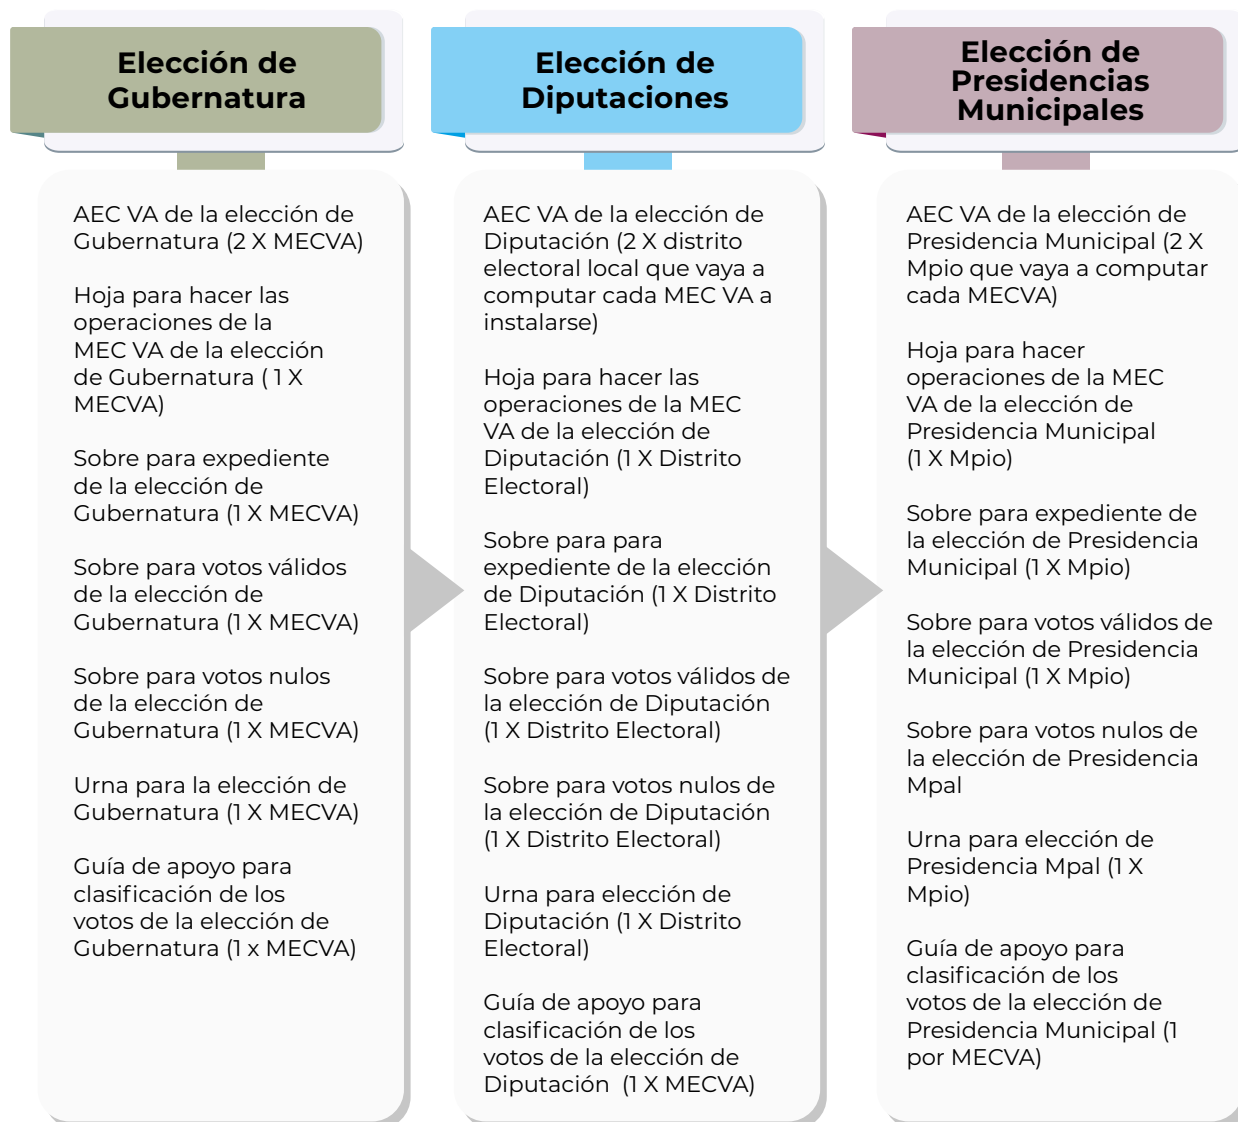 Elección de
Gubernatura
AEC VA de la elección de
Gubernatura (2 X MECVA)
Hoja para hacer las
operaciones de la
MEC VA de la elección
de Gubernatura ( 1 X
MECVA)
Sobre para expediente
de la elección de
Gubernatura (1 X MECVA)
Sobre para votos válidos
de la elección de
Gubernatura (1 X MECVA)
Sobre para votos nulos
de la elección de
Gubernatura (1 X MECVA)
Urna para la elección de
Gubernatura (1 X MECVA)
Guía de apoyo para
clasificación de los
votos de la elección de
Gubernatura (1 x MECVA)
Elección de
Diputaciones
AEC VA de la elección de
Diputación (2 X distrito
electoral local que vaya a
computar cada MEC VA a
instalarse)
Hoja para hacer las
operaciones de la MEC
VA de la elección de
Diputación (1 X Distrito
Electoral)
Sobre para para
expediente de la elección
de Diputación (1 X Distrito
Electoral)
Sobre para votos válidos de
la elección de Diputación
(1 X Distrito Electoral)
Sobre para votos nulos de
la elección de Diputación
(1 X Distrito Electoral)
Urna para elección de
Diputación (1 X Distrito
Electoral)
Guía de apoyo para
clasificación de los
votos de la elección de
Diputación  (1 X MECVA)
Elección de
Presidencias
Municipales
AEC VA de la elección de
Presidencia Municipal (2 X
Mpio que vaya a computar
cada MECVA)
Hoja para hacer
operaciones de la MEC
VA de la elección de
Presidencia Municipal
(1 X Mpio)
Sobre para expediente de
la elección de Presidencia
Municipal (1 X Mpio)
Sobre para votos válidos de
la elección de Presidencia
Municipal (1 X Mpio)
Sobre para votos nulos de
la elección de Presidencia
Mpal
Urna para elección de
Presidencia Mpal (1 X
Mpio)
Guía de apoyo para
clasificación de los
votos de la elección de
Presidencia Municipal (1
por MECVA)